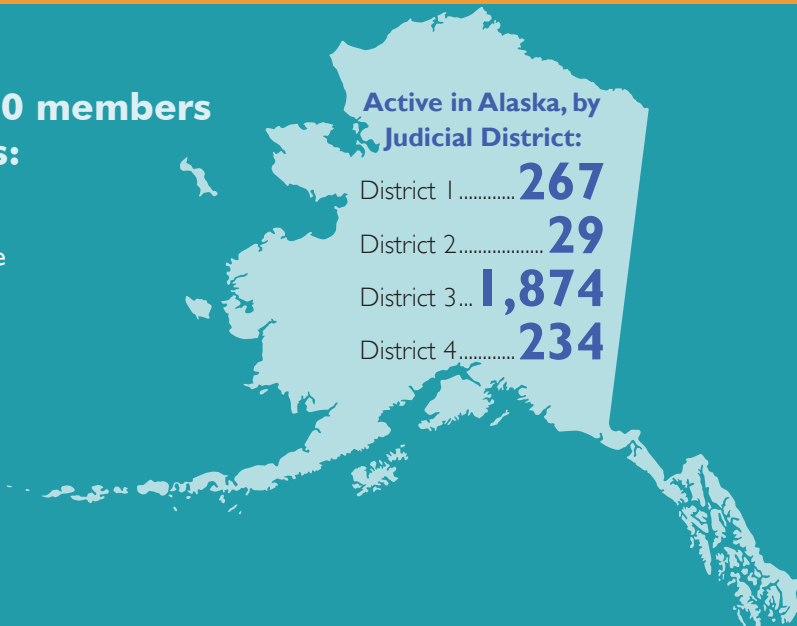 0 members
s:
e
Active in Alaska, by
Judicial District:
District 1............267
District 2..................29
District 3...1,874
District 4............234